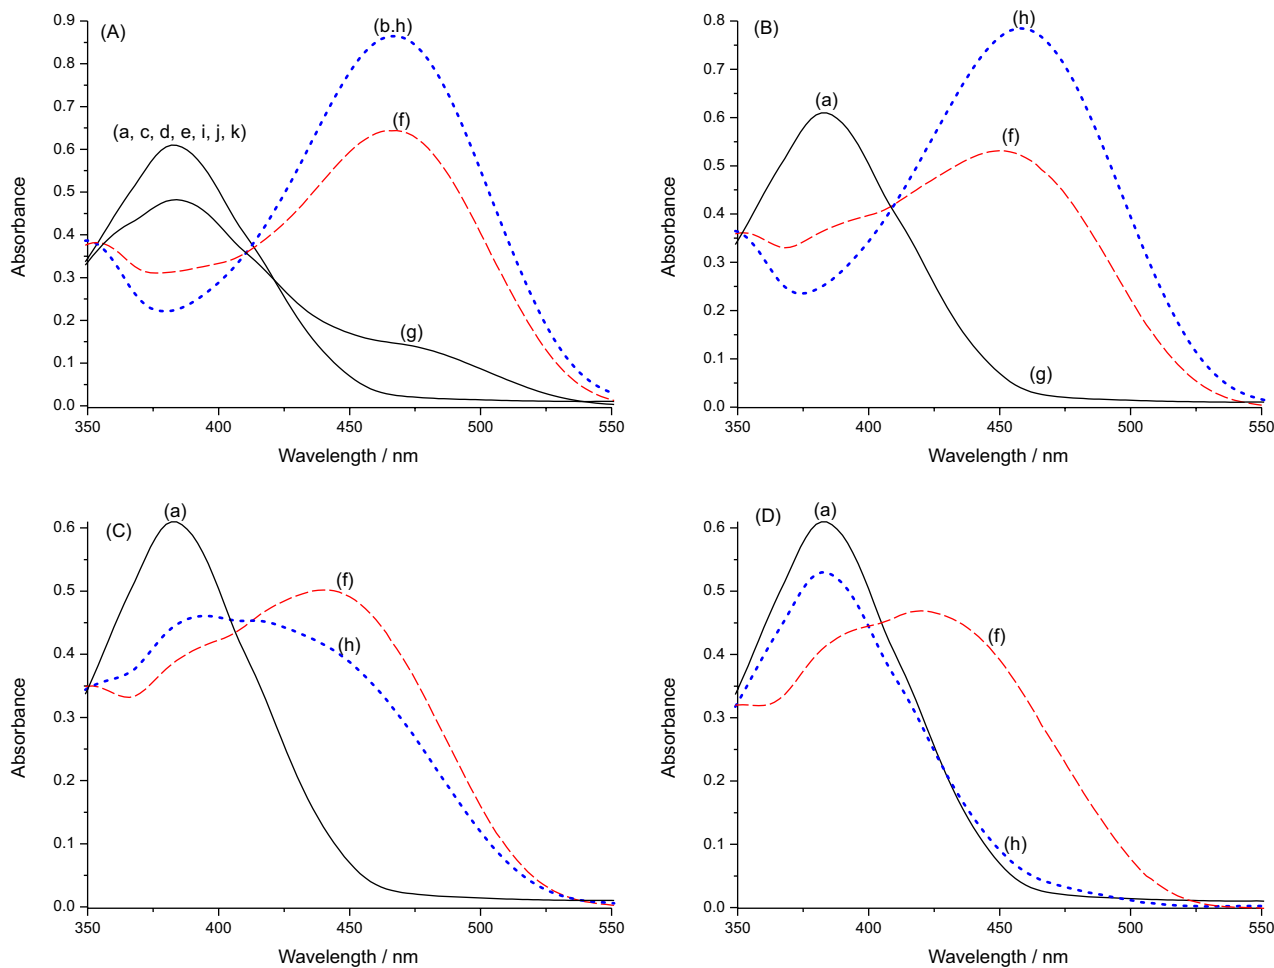 (A)
(b.h)
(f)
(a, c, d, e, i, j, k)
(g)
0.9
0.8
0.7
0.6
0.5
0.4
0.3
0.2
0.1
0.0
Absorbance
350
400
450
500
550
Wavelength / nm
(B)
(h)
(a)
(f)
(g)
0.8
0.7
0.6
0.5
0.4
0.3
0.2
0.1
0.0
Absorbance
350
400
450
500
550
Wavelength / nm
(C)
(a)
(f)
(h)
0.6
0.5
0.4
0.3
0.2
0.1
0.0
Absorbance
350
400
450
500
550
Wavelength / nm
(D)
(a)
(f)
(h)
0.6
0.5
0.4
0.3
0.2
0.1
0.0
Absorbance
350
400
450
500
550
Wavelength / nm